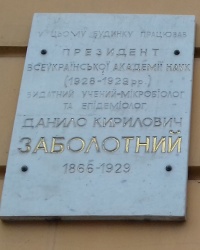 У ЦЬОМУ БУДИНКУ ПРАЦЮВАВ
ПРЕЗИДЕНТ
ВСЕУКРАЇНСЬКОЇ АКАДЕМІЇ НАУК
(1928-1929 рр.)
ВИДАТНИЙ УЧЕНИЙ-МІКРОБІОЛОГ
ТА ЕПІДЕМІОЛОГ
ДАНИЛО КИРИЛОВИЧ
ЗАБОЛОТНИЙ
1866-1929